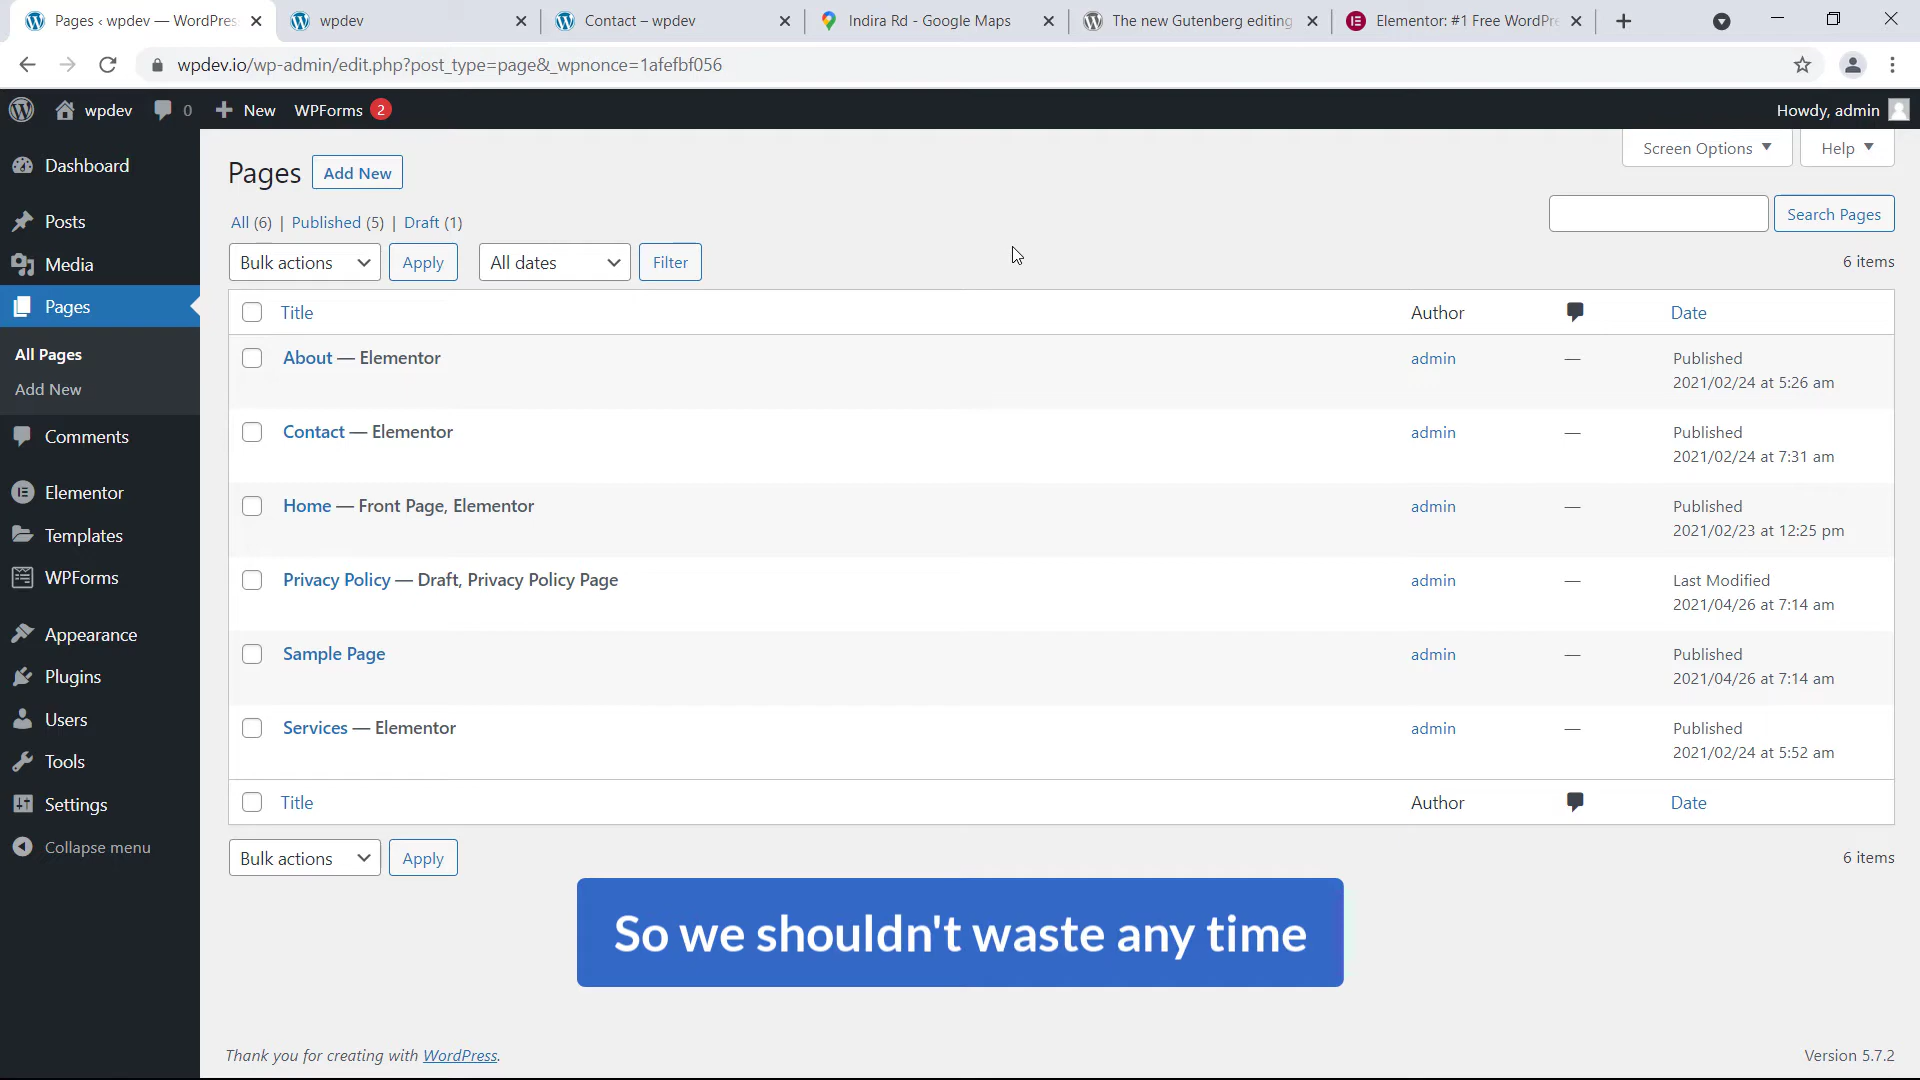 Pages ‹ wpdev — WordPress
wpdev
Contact – wpdev
Indira Rd - Google Maps
The new Gutenberg editing
Elementor: #1 Free WordPre
wpdev.io/wp-admin/edit.php?post_type=page&_wpnonce=1afefbf056
wpdev
0
New
WPForms 2
Howdy, admin
Dashboard
Posts
Media
Pages
All Pages
Add New
Comments
Elementor
Templates
WPForms
Appearance
Plugins
Users
Tools
Settings
Collapse menu
Screen Options
Help
Pages
Add New
All (6) | Published (5) | Draft (1)
Search Pages
Bulk actions
Apply
All dates
Filter
6 items
Title Author Date
About — Elementor admin — Published
2021/02/24 at 5:26 am
Contact — Elementor admin — Published
2021/02/24 at 7:31 am
Home — Front Page, Elementor admin — Published
2021/02/23 at 12:25 pm
Privacy Policy — Draft, Privacy Policy Page admin — Last Modified
2021/04/26 at 7:14 am
Sample Page admin — Published
2021/04/26 at 7:14 am
Services — Elementor admin — Published
2021/02/24 at 5:52 am
Title Author Date
Bulk actions
Apply
6 items
So we shouldn't waste any time
Thank you for creating with WordPress.
Version 5.7.2